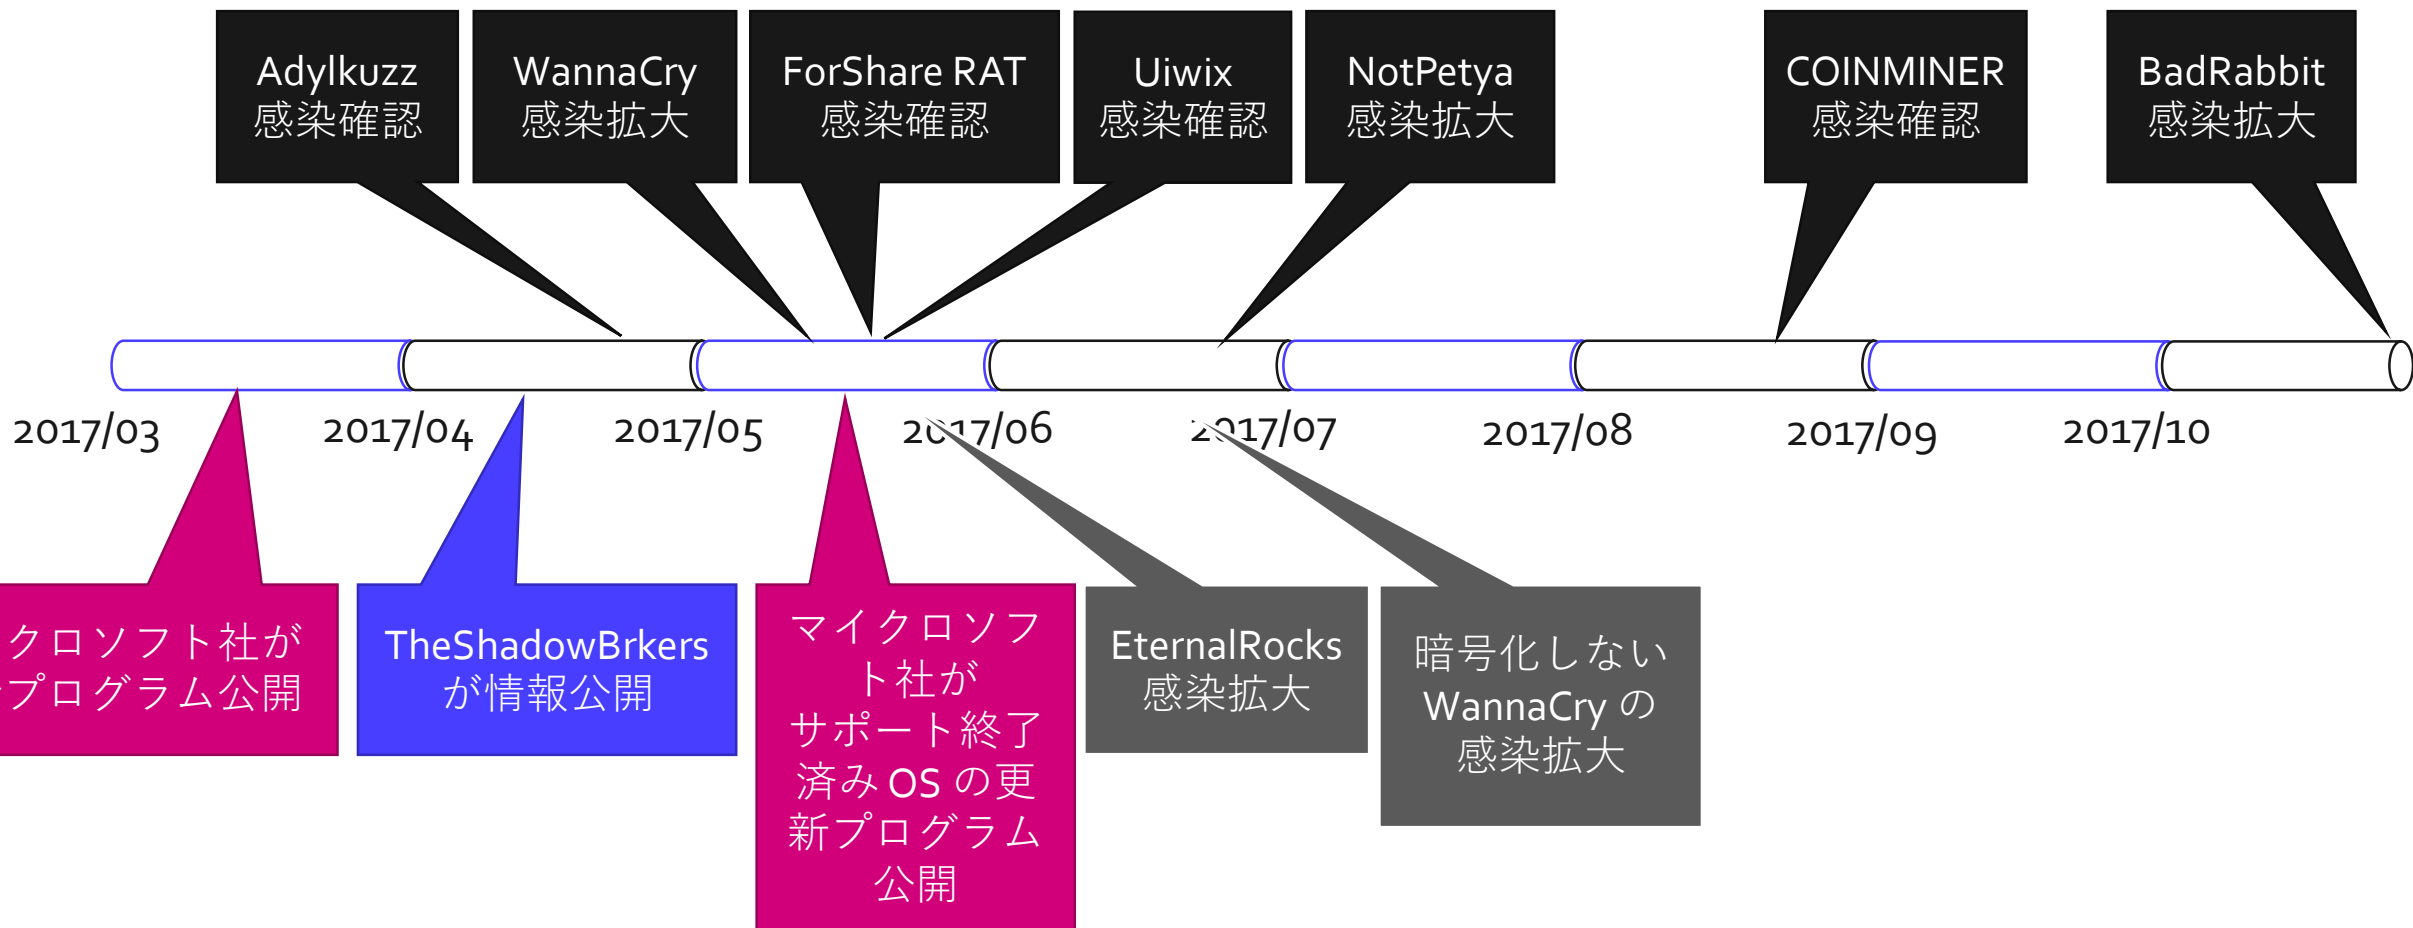 Adylkuzz
感染確認
WannaCry
感染拡大
ForShare RAT
感染確認
Uiwix
感染確認
NotPetya
感染拡大
COINMINER
感染確認
BadRabbit
感染拡大
2017/03
2017/04
2017/05
2017/06
2017/07
2017/08
2017/09
2017/10
クロソフト社が
プログラム公開
TheShadowBrkers
が情報公開
マイクロソフ
ト社が
サポート終了
済み OS の更
新プログラム
公開
EternalRocks
感染拡大
暗号化しない
WannaCry の
感染拡大